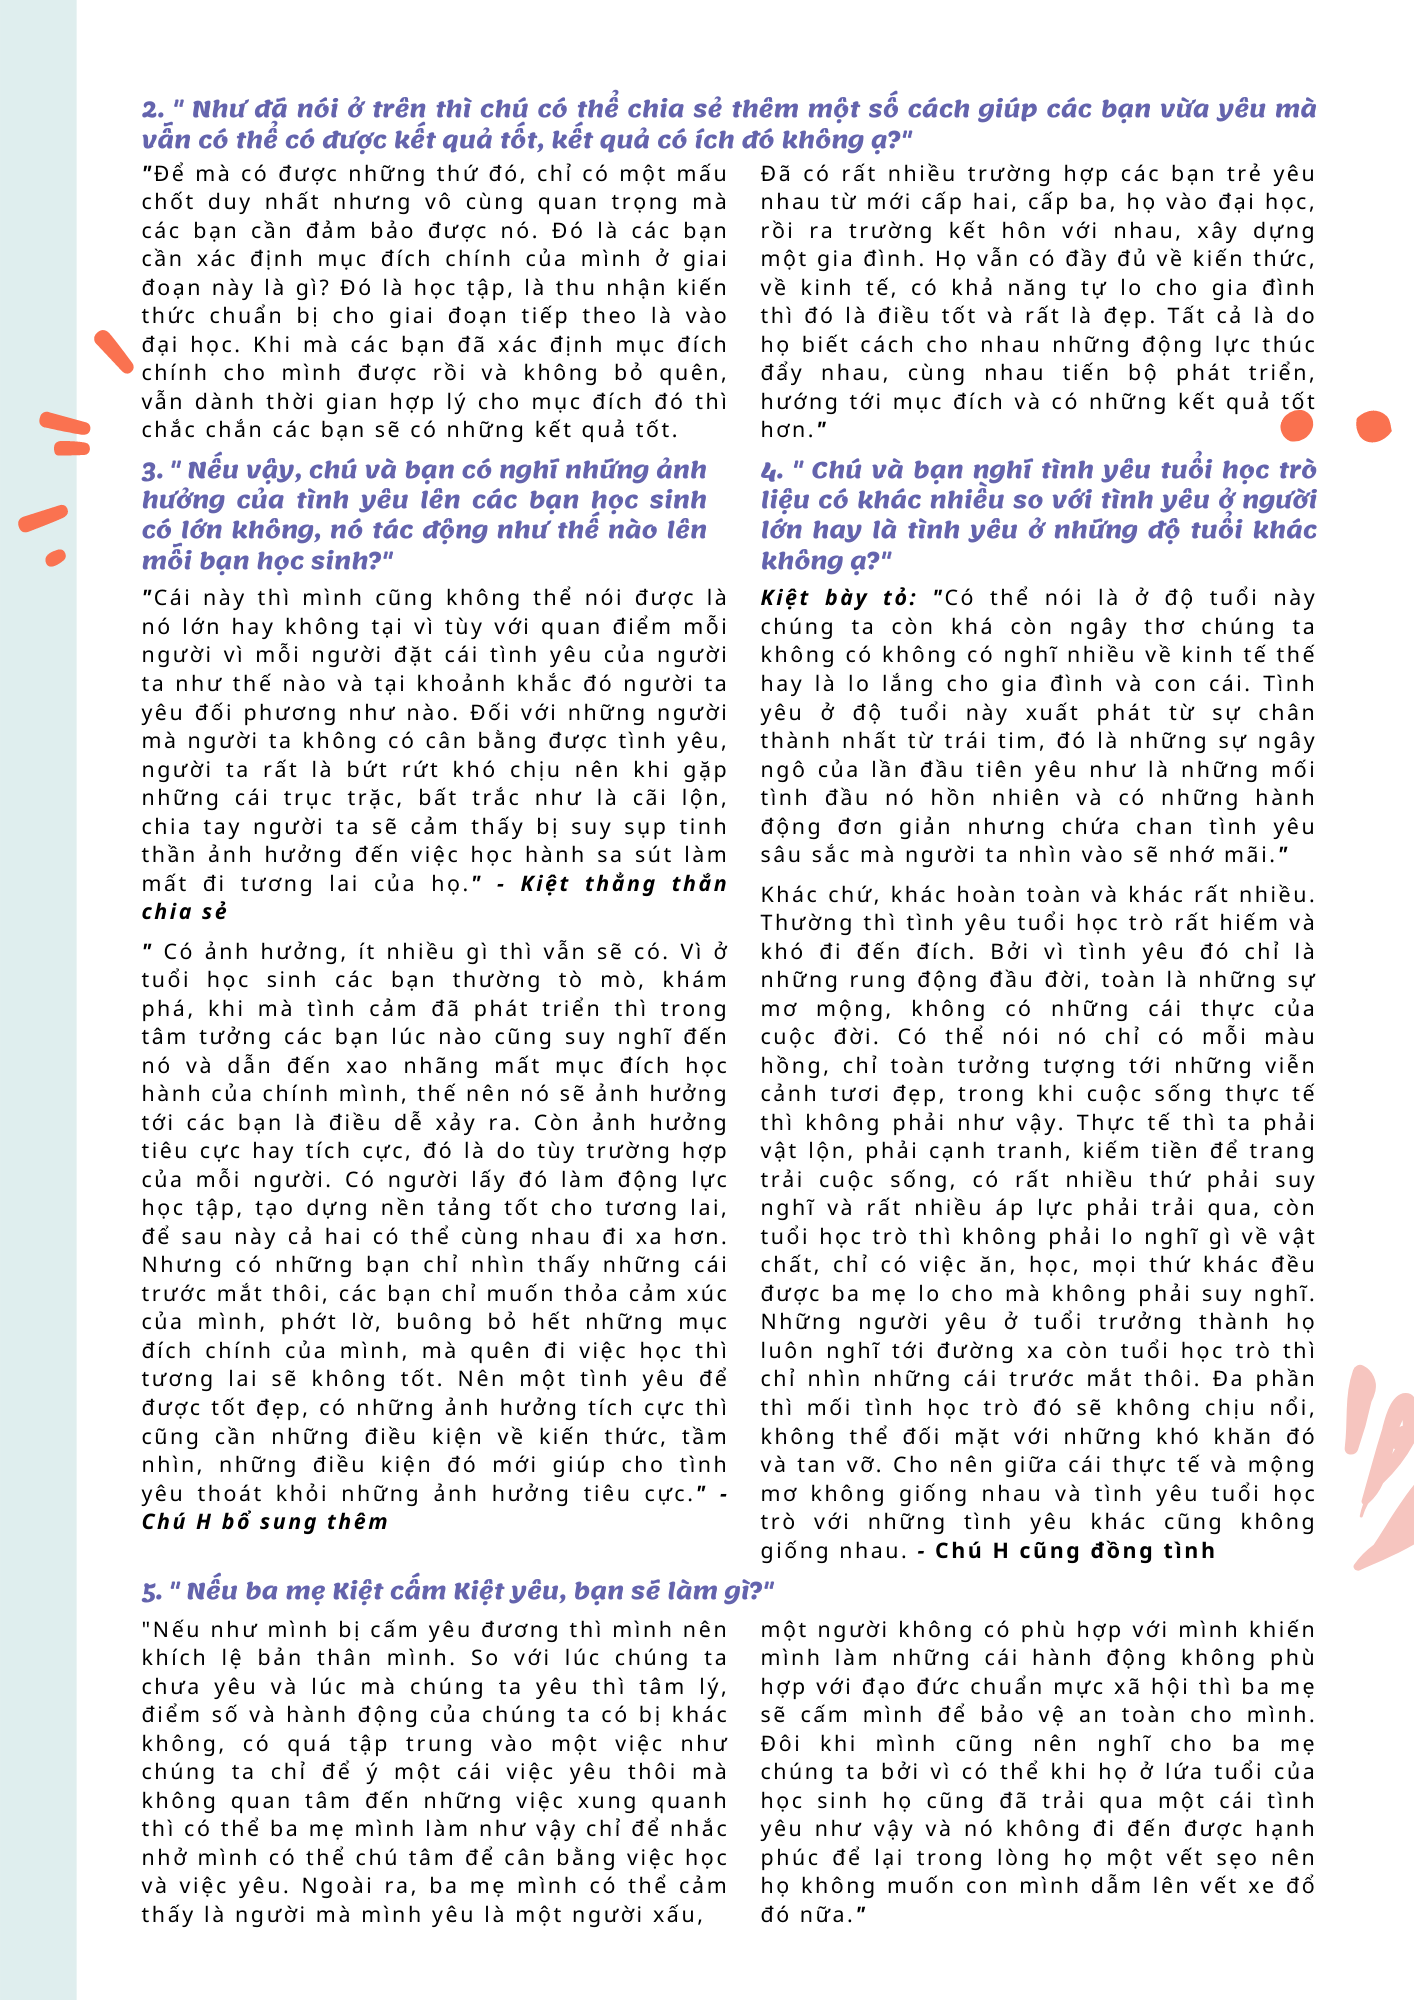 2. " Như đã nói ở trên thì chú có thể chia sẻ thêm một số cách giúp các bạn vừa yêu mà
vẫn có thể có được kết quả tốt, kết quả có ích đó không ạ?"
"Để mà có được những thứ đó, chỉ có một mấu
chốt duy nhất nhưng vô cùng quan trọng mà
các bạn cần đảm bảo được nó. Đó là các bạn
cần xác định mục đích chính của mình ở giai
đoạn này là gì? Đó là học tập, là thu nhận kiến
thức chuẩn bị cho giai đoạn tiếp theo là vào
đại học. Khi mà các bạn đã xác định mục đích
chính cho mình được rồi và không bỏ quên,
vẫn dành thời gian hợp lý cho mục đích đó thì
chắc chắn các bạn sẽ có những kết quả tốt.
Đã có rất nhiều trường hợp các bạn trẻ yêu
nhau từ mới cấp hai, cấp ba, họ vào đại học,
rồi ra trường kết hôn với nhau, xây dựng
một gia đình. Họ vẫn có đầy đủ về kiến thức,
về kinh tế, có khả năng tự lo cho gia đình
thì đó là điều tốt và rất là đẹp. Tất cả là do
họ biết cách cho nhau những động lực thúc
đẩy nhau, cùng nhau tiến bộ phát triển,
hướng tới mục đích và có những kết quả tốt
hơn."
3. " Nếu vậy, chú và bạn có nghĩ những ảnh
hưởng của tình yêu lên các bạn học sinh
có lớn không, nó tác động như thế nào lên
mỗi bạn học sinh?"
"Cái này thì mình cũng không thể nói được là
nó lớn hay không tại vì tùy với quan điểm mỗi
người vì mỗi người đặt cái tình yêu của người
ta như thế nào và tại khoảnh khắc đó người ta
yêu đối phương như nào. Đối với những người
mà người ta không có cân bằng được tình yêu,
người ta rất là bứt rứt khó chịu nên khi gặp
những cái trục trặc, bất trắc như là cãi lộn,
chia tay người ta sẽ cảm thấy bị suy sụp tinh
thần ảnh hưởng đến việc học hành sa sút làm
mất đi tương lai của họ." - Kiệt thẳng thắn
chia sẻ
" Có ảnh hưởng, ít nhiều gì thì vẫn sẽ có. Vì ở
tuổi học sinh các bạn thường tò mò, khám
phá, khi mà tình cảm đã phát triển thì trong
tâm tưởng các bạn lúc nào cũng suy nghĩ đến
nó và dẫn đến xao nhãng mất mục đích học
hành của chính mình, thế nên nó sẽ ảnh hưởng
tới các bạn là điều dễ xảy ra. Còn ảnh hưởng
tiêu cực hay tích cực, đó là do tùy trường hợp
của mỗi người. Có người lấy đó làm động lực
học tập, tạo dựng nền tảng tốt cho tương lai,
để sau này cả hai có thể cùng nhau đi xa hơn.
Nhưng có những bạn chỉ nhìn thấy những cái
trước mắt thôi, các bạn chỉ muốn thỏa cảm xúc
của mình, phớt lờ, buông bỏ hết những mục
đích chính của mình, mà quên đi việc học thì
tương lai sẽ không tốt. Nên một tình yêu để
được tốt đẹp, có những ảnh hưởng tích cực thì
cũng cần những điều kiện về kiến thức, tầm
nhìn, những điều kiện đó mới giúp cho tình
yêu thoát khỏi những ảnh hưởng tiêu cực." -
Chú H bổ sung thêm
4. " Chú và bạn nghĩ tình yêu tuổi học trò
liệu có khác nhiều so với tình yêu ở người
lớn hay là tình yêu ở những độ tuổi khác
không ạ?"
Kiệt bày tỏ: "Có thể nói là ở độ tuổi này
chúng ta còn khá còn ngây thơ chúng ta
không có không có nghĩ nhiều về kinh tế thế
hay là lo lắng cho gia đình và con cái. Tình
yêu ở độ tuổi này xuất phát từ sự chân
thành nhất từ trái tim, đó là những sự ngây
ngô của lần đầu tiên yêu như là những mối
tình đầu nó hồn nhiên và có những hành
động đơn giản nhưng chứa chan tình yêu
sâu sắc mà người ta nhìn vào sẽ nhớ mãi."
Khác chứ, khác hoàn toàn và khác rất nhiều.
Thường thì tình yêu tuổi học trò rất hiếm và
khó đi đến đích. Bởi vì tình yêu đó chỉ là
những rung động đầu đời, toàn là những sự
mơ mộng, không có những cái thực của
cuộc đời. Có thể nói nó chỉ có mỗi màu
hồng, chỉ toàn tưởng tượng tới những viễn
cảnh tươi đẹp, trong khi cuộc sống thực tế
thì không phải như vậy. Thực tế thì ta phải
vật lộn, phải cạnh tranh, kiếm tiền để trang
trải cuộc sống, có rất nhiều thứ phải suy
nghĩ và rất nhiều áp lực phải trải qua, còn
tuổi học trò thì không phải lo nghĩ gì về vật
chất, chỉ có việc ăn, học, mọi thứ khác đều
được ba mẹ lo cho mà không phải suy nghĩ.
Những người yêu ở tuổi trưởng thành họ
luôn nghĩ tới đường xa còn tuổi học trò thì
chỉ nhìn những cái trước mắt thôi. Đa phần
thì mối tình học trò đó sẽ không chịu nổi,
không thể đối mặt với những khó khăn đó
và tan vỡ. Cho nên giữa cái thực tế và mộng
mơ không giống nhau và tình yêu tuổi học
trò với những tình yêu khác cũng không
giống nhau. - Chú H cũng đồng tình
5. " Nếu ba mẹ Kiệt cấm Kiệt yêu, bạn sẽ làm gì?"
"Nếu như mình bị cấm yêu đương thì mình nên
khích lệ bản thân mình. So với lúc chúng ta
chưa yêu và lúc mà chúng ta yêu thì tâm lý,
điểm số và hành động của chúng ta có bị khác
không, có quá tập trung vào một việc như
chúng ta chỉ để ý một cái việc yêu thôi mà
không quan tâm đến những việc xung quanh
thì có thể ba mẹ mình làm như vậy chỉ để nhắc
nhở mình có thể chú tâm để cân bằng việc học
và việc yêu. Ngoài ra, ba mẹ mình có thể cảm
thấy là người mà mình yêu là một người xấu,
một người không có phù hợp với mình khiến
mình làm những cái hành động không phù
hợp với đạo đức chuẩn mực xã hội thì ba mẹ
sẽ cấm mình để bảo vệ an toàn cho mình.
Đôi khi mình cũng nên nghĩ cho ba mẹ
chúng ta bởi vì có thể khi họ ở lứa tuổi của
học sinh họ cũng đã trải qua một cái tình
yêu như vậy và nó không đi đến được hạnh
phúc để lại trong lòng họ một vết sẹo nên
họ không muốn con mình dẫm lên vết xe đổ
đó nữa."